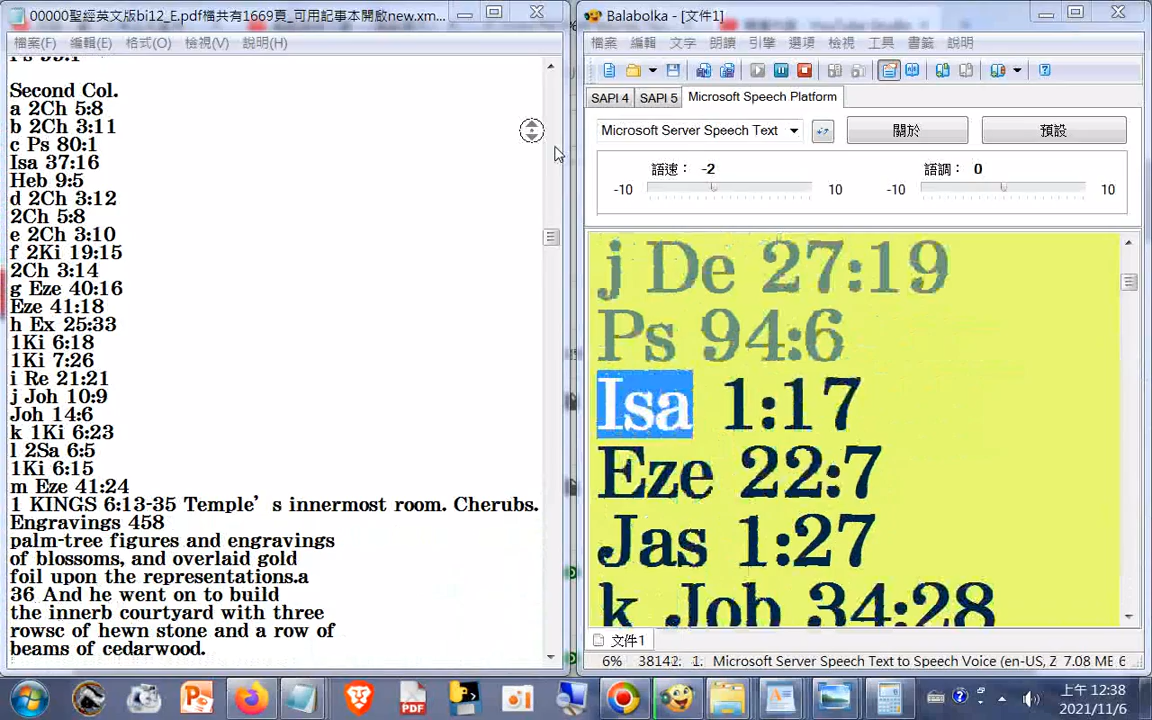 00000聖經英文版bi12_E.pdf檔共有1669頁_可用記事本開啟new.xm...
檔案(F) 編輯(E) 格式(O) 檢視(V) 說明(H)
Second Col.
a 2Ch 5:8
b 2Ch 3:11
c Ps 80:1
Isa 37:16
Heb 9:5
d 2Ch 3:12
2Ch 5:8
e 2Ch 3:10
f 2Ki 19:15
2Ch 3:14
g Eze 40:16
Eze 41:18
h Ex 25:33
1Ki 6:18
1Ki 7:26
i Re 21:21
j Joh 10:9
Joh 14:6
k 1Ki 6:23
l 2Sa 6:5
1Ki 6:15
m Eze 41:24
1 KINGS 6:13-35 Temple’s innermost room. Cherubs.
Engravings 458
palm-tree figures and engravings
of blossoms, and overlaid gold
foil upon the representations.a
36 And he went on to build
the innerb courtyard with three
rowsc of hewn stone and a row of
beams of cedarwood.
Balabolka - [文件1]
檔案 編輯 文字 朗讀 引擎 選項 檢視 工具 書籤 說明
SAPI 4 SAPI 5 Microsoft Speech Platform
Microsoft Server Speech Text 關於 預設
語速： -2 語調： 0
-10 10 -10 10
j De 27:19
Ps 94:6
Isa 1:17
Eze 22:7
Jas 1:27
k Job 34:28
文件1
6% 38142: 1: Microsoft Server Speech Text to Speech Voice (en-US, Z 7.08 MB 6
PDF
上午 12:38
2021/11/6